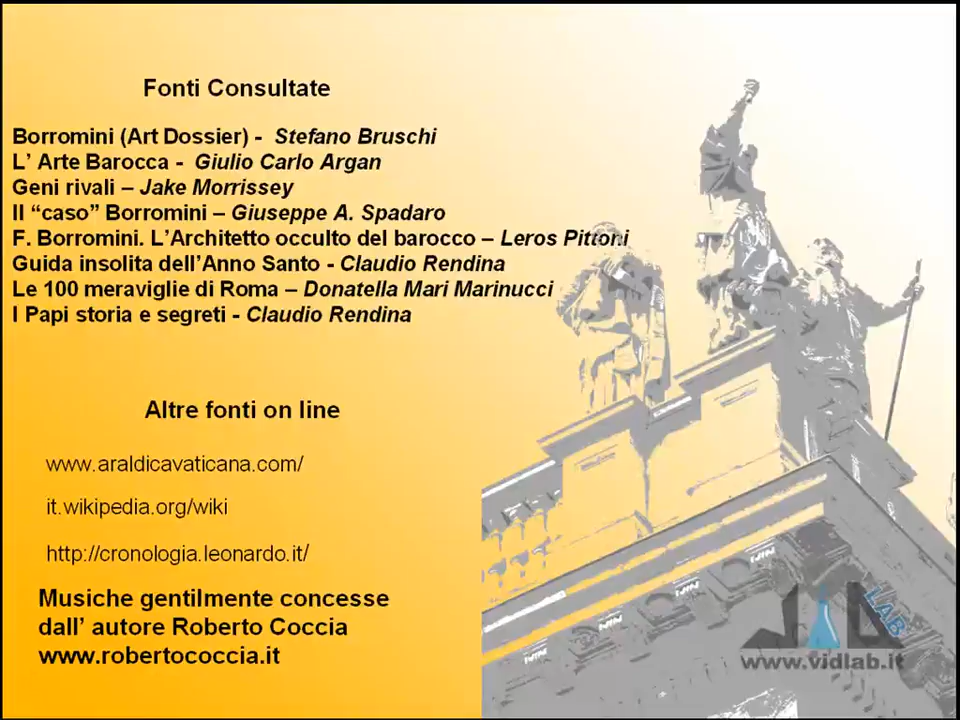 Fonti Consultate
Borromini (Art Dossier) - Stefano Bruschi
L' Arte Barocca - Giulio Carlo Argan
Geni rivali – Jake Morrissey
Il “caso” Borromini – Giuseppe A. Spadaro
F. Borromini. L'Architetto occulto del barocco – Leros Pittoni
Guida insolita dell'Anno Santo - Claudio Rendina
Le 100 meraviglie di Roma – Donatella Mari Marinucci
I Papi storia e segreti - Claudio Rendina
Altre fonti on line
www.araldicavaticana.com/
it.wikipedia.org/wiki
http://cronologia.leonardo.it/
Musiche gentilmente concesse
dall' autore Roberto Coccia
www.robertococcia.it
LAB
www.vidlab.it